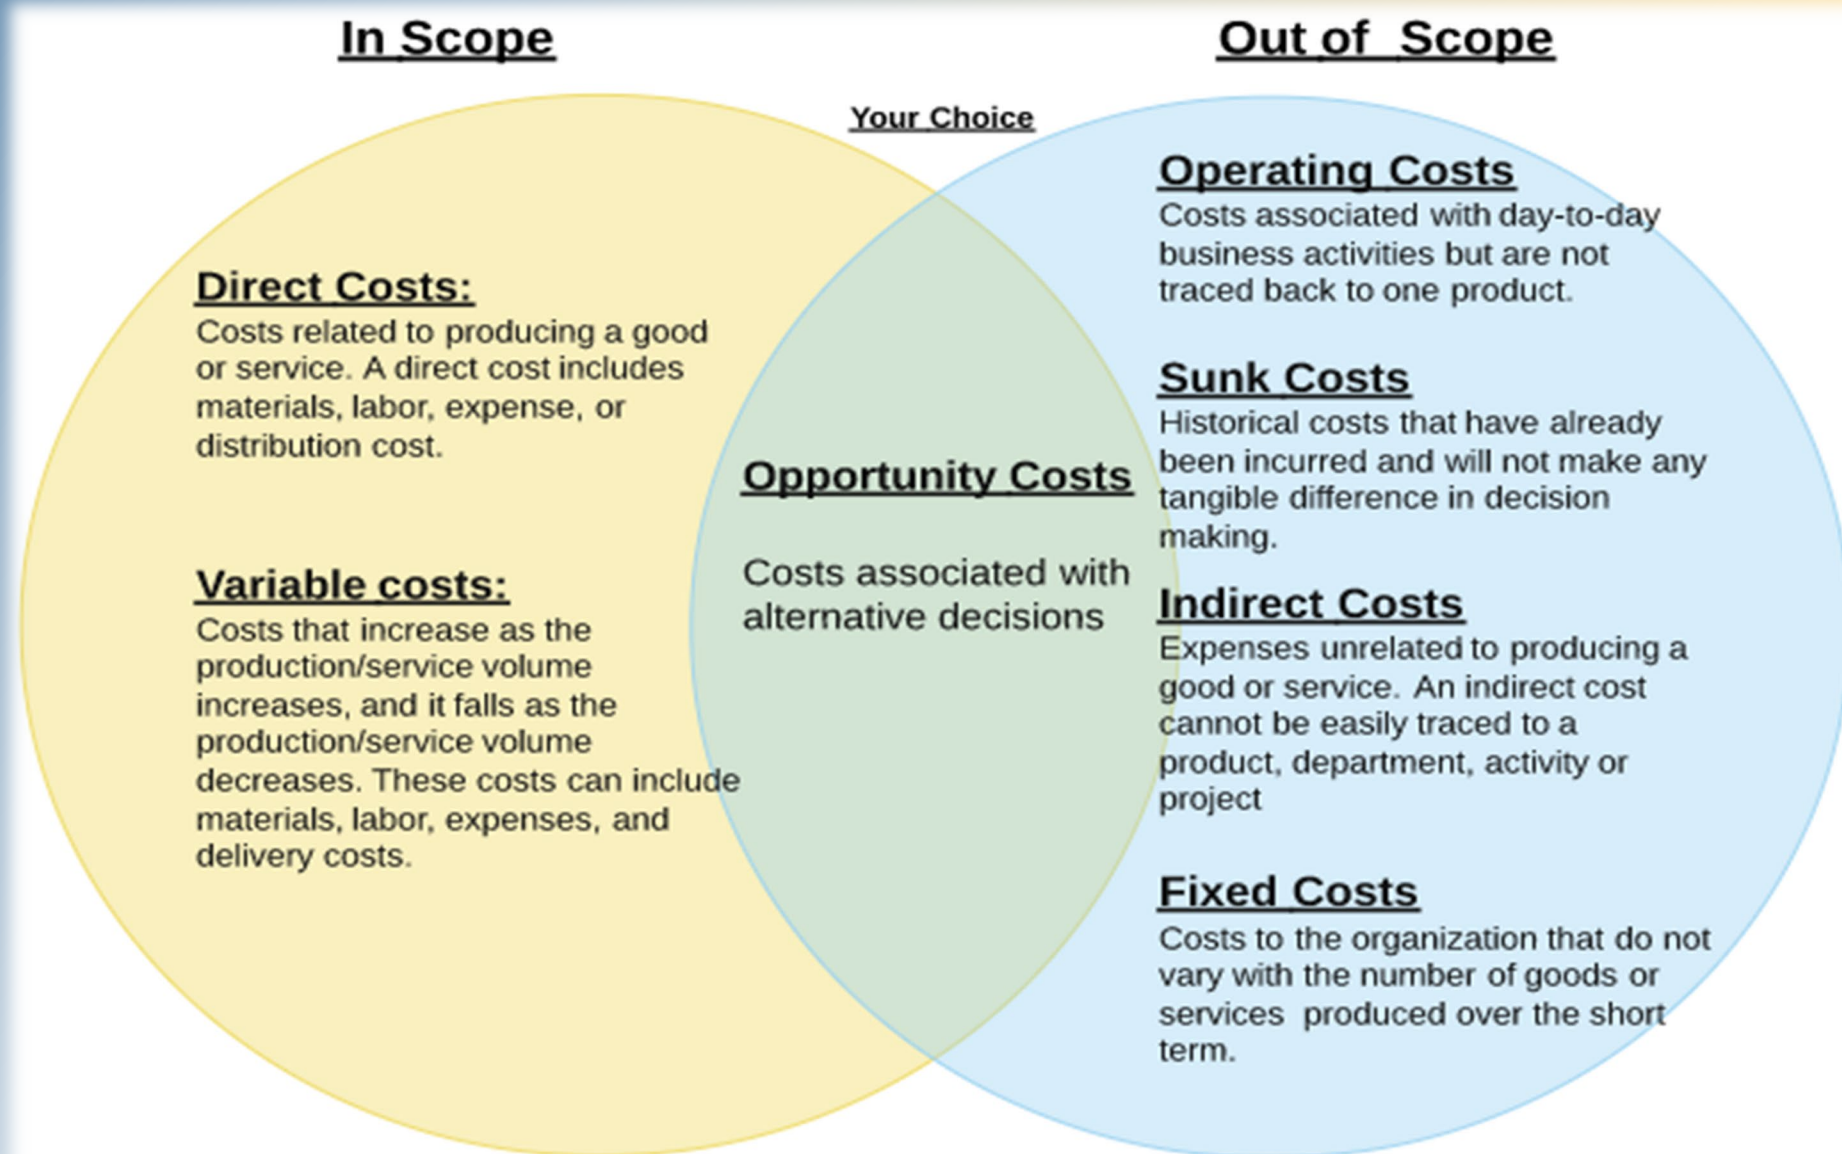 In Scope
Out of Scope
Your Choice
Direct Costs:
Costs related to producing a good
or service. A direct cost includes
materials, labor, expense, or
distribution cost.
Variable costs:
Costs that increase as the
production/service volume
increases, and it falls as the
production/service volume
decreases. These costs can include
materials, labor, expenses, and
delivery costs.
Opportunity Costs
Costs associated with
alternative decisions
Operating Costs
Costs associated with day-to-day
business activities but are not
traced back to one product.
Sunk Costs
Historical costs that have already
been incurred and will not make any
tangible difference in decision
making.
Indirect Costs
Expenses unrelated to producing a
good or service. An indirect cost
cannot be easily traced to a
product, department, activity or
project
Fixed Costs
Costs to the organization that do not
vary with the number of goods or
services produced over the short
term.